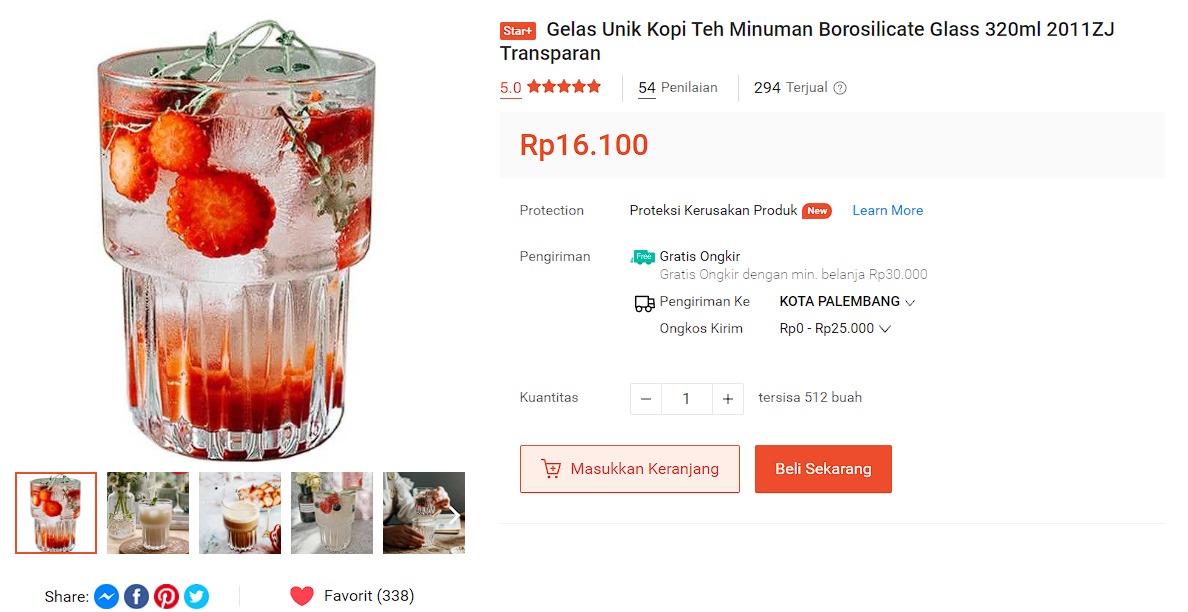 Star+ Gelas Unik Kopi Teh Minuman Borosilicate Glass 320ml 2011ZJ
Transparan
5.0 54 Penilaian 294 Terjual ?
Rp16.100
Protection Proteksi Kerusakan Produk New Learn More
Pengiriman Free Gratis Ongkir
Gratis Ongkir dengan min. belanja Rp30.000
Pengiriman Ke KOTA PALEMBANG
Ongkos Kirim Rp0 - Rp25.000
Kuantitas − 1 + tersisa 512 buah
Masukkan Keranjang Beli Sekarang
Share: Favorit (338)